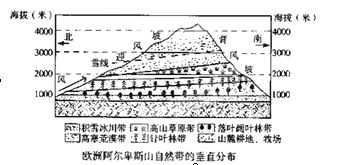 海拔(米) 海拔(米)
北 坡 背 南
雪线 迎 风
风 风 坡
4000 4000
3000 3000
2000 2000
1000 1000
积雪冰川带 高山草原带 落叶阔叶林带
高寒荒漠带 针叶林带 山麓耕地、牧场
欧洲阿尔卑斯山自然带的垂直分布